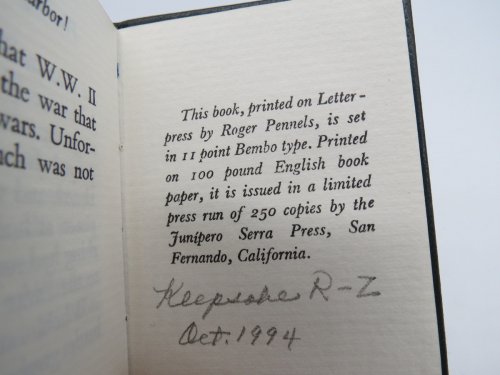 arbor!
hat W.W. II
the war that
wars. Unfor-
uch was not
This book, printed on Letter-
press by Roger Pennels, is set
in 11 point Bembo type. Printed
on 100 pound English book
paper, it is issued in a limited
press run of 250 copies by the
Junípero Serra Press, San
Fernando, California.
Keepsake R-Z
Oct. 1994